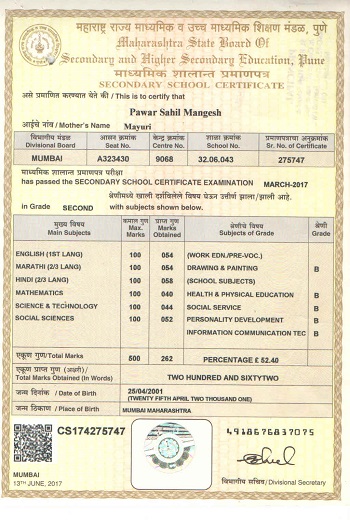 महाराष्ट्र राज्य माध्यमिक व उच्च माध्यमिक शिक्षण मंडळ, पुणे
Maharashtra State Board Of
Secondary and Higher Secondary Education, Pune
माध्यमिक शालान्त प्रमाणपत्र
SECONDARY SCHOOL CERTIFICATE
असे प्रमाणित करण्यात येते की / This is to certify that
Pawar Sahil Mangesh
आईचे नांव / Mother's Name Mayuri
विभागीय मंडळ Divisional Board आसन क्रमांक Seat No. केन्द्र क्रमांक Centre No. शाळा क्रमांक School No. प्रमाणपत्राचा अनुक्रमांक Sr. No. of Certificate
MUMBAI A323430 9068 32.06.043 275747
माध्यमिक शालान्त प्रमाणपत्र परीक्षा
has passed the SECONDARY SCHOOL CERTIFICATE EXAMINATION MARCH-2017
श्रेणीमध्ये खाली दर्शविलेले विषय घेऊन उत्तीर्ण झाला/झाली आहे.
in Grade SECOND with subjects shown below.
मुख्य विषय Main Subjects कमाल गुण Max. Marks प्राप्त गुण Marks Obtained श्रेणीचे विषय Subjects of Grade श्रेणी Grade
ENGLISH (1ST LANG) 100 054 (WORK EDN./PRE-VOC.)
MARATHI (2/3 LANG) 100 054 DRAWING & PAINTING B
HINDI (2/3 LANG) 100 058 (SCHOOL SUBJECTS)
MATHEMATICS 100 040 HEALTH & PHYSICAL EDUCATION B
SCIENCE & TECHNOLOGY 100 044 SOCIAL SERVICE B
SOCIAL SCIENCES 100 052 PERSONALITY DEVELOPMENT B
INFORMATION COMMUNICATION TEC B
एकूण गुण/Total Marks 500 262 PERCENTAGE £ 52.40
एकूण प्राप्त गुण (अक्षरी)/
Total Marks Obtained (In Words) TWO HUNDRED AND SIXTYTWO
जन्म दिनांक / Date of Birth 25/04/2001
(TWENTY FIFTH APRIL TWO THOUSAND ONE)
जन्म ठिकाण / Place of Birth MUMBAI MAHARASHTRA
CS174275747
4918676837075
MUMBAI
13TH JUNE, 2017
विभागीय सचिव/Divisional Secretary